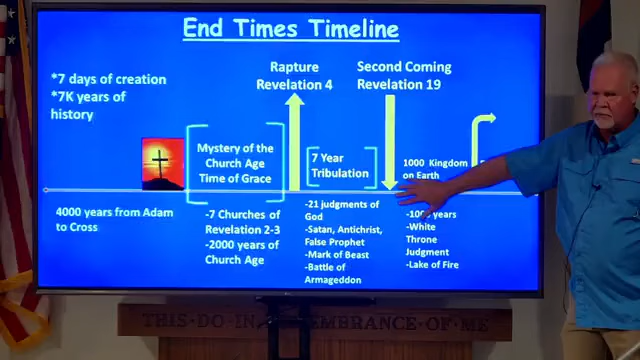 End Times Timeline
*7 days of creation
*7K years of
history
Rapture
Revelation 4
Second Coming
Revelation 19
Mystery of the
Church Age
Time of Grace
7 Year
Tribulation
1000 Kingdom
on Earth
4000 years from Adam
to Cross
-7 Churches of
Revelation 2-3
-2000 years of
Church Age
-21 judgments of
God
-Satan, Antichrist,
False Prophet
-Mark of Beast
-Battle of
Armageddon
years
-White
Throne
Judgment
-Lake of Fire
THIS·DO·IN OF·ME